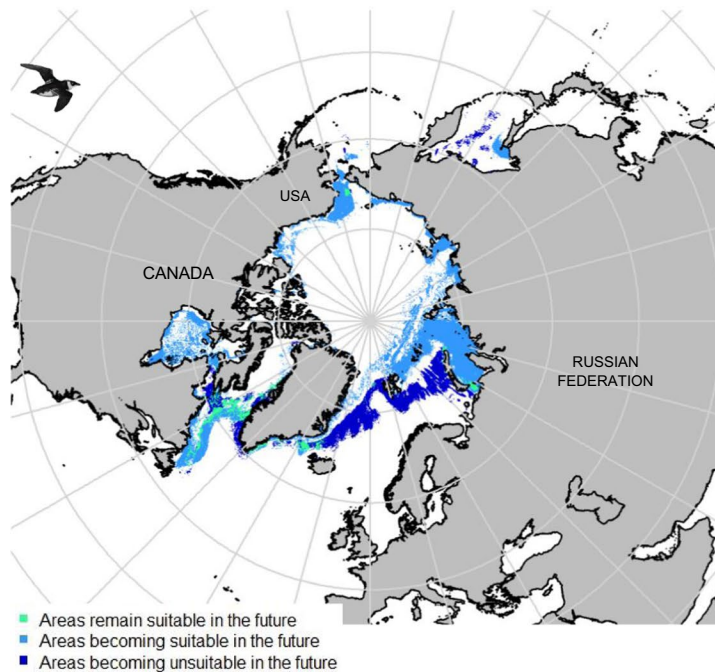 USA
CANADA
RUSSIAN
FEDERATION
Areas remain suitable in the future
Areas becoming suitable in the future
Areas becoming unsuitable in the future